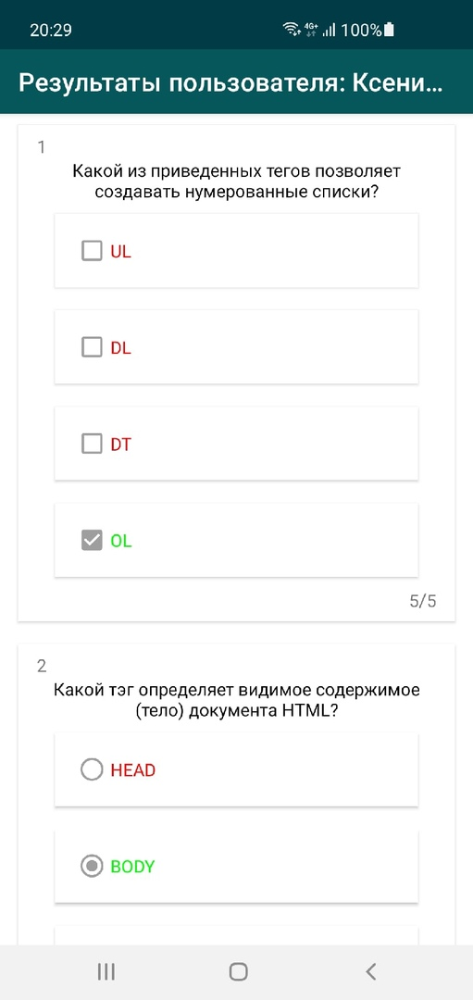 20:29
4G+
100%
Результаты пользователя: Ксени...
1
Какой из приведенных тегов позволяет
создавать нумерованные списки?
UL
DL
DT
OL
5/5
2
Какой тэг определяет видимое содержимое
(тело) документа HTML?
HEAD
BODY